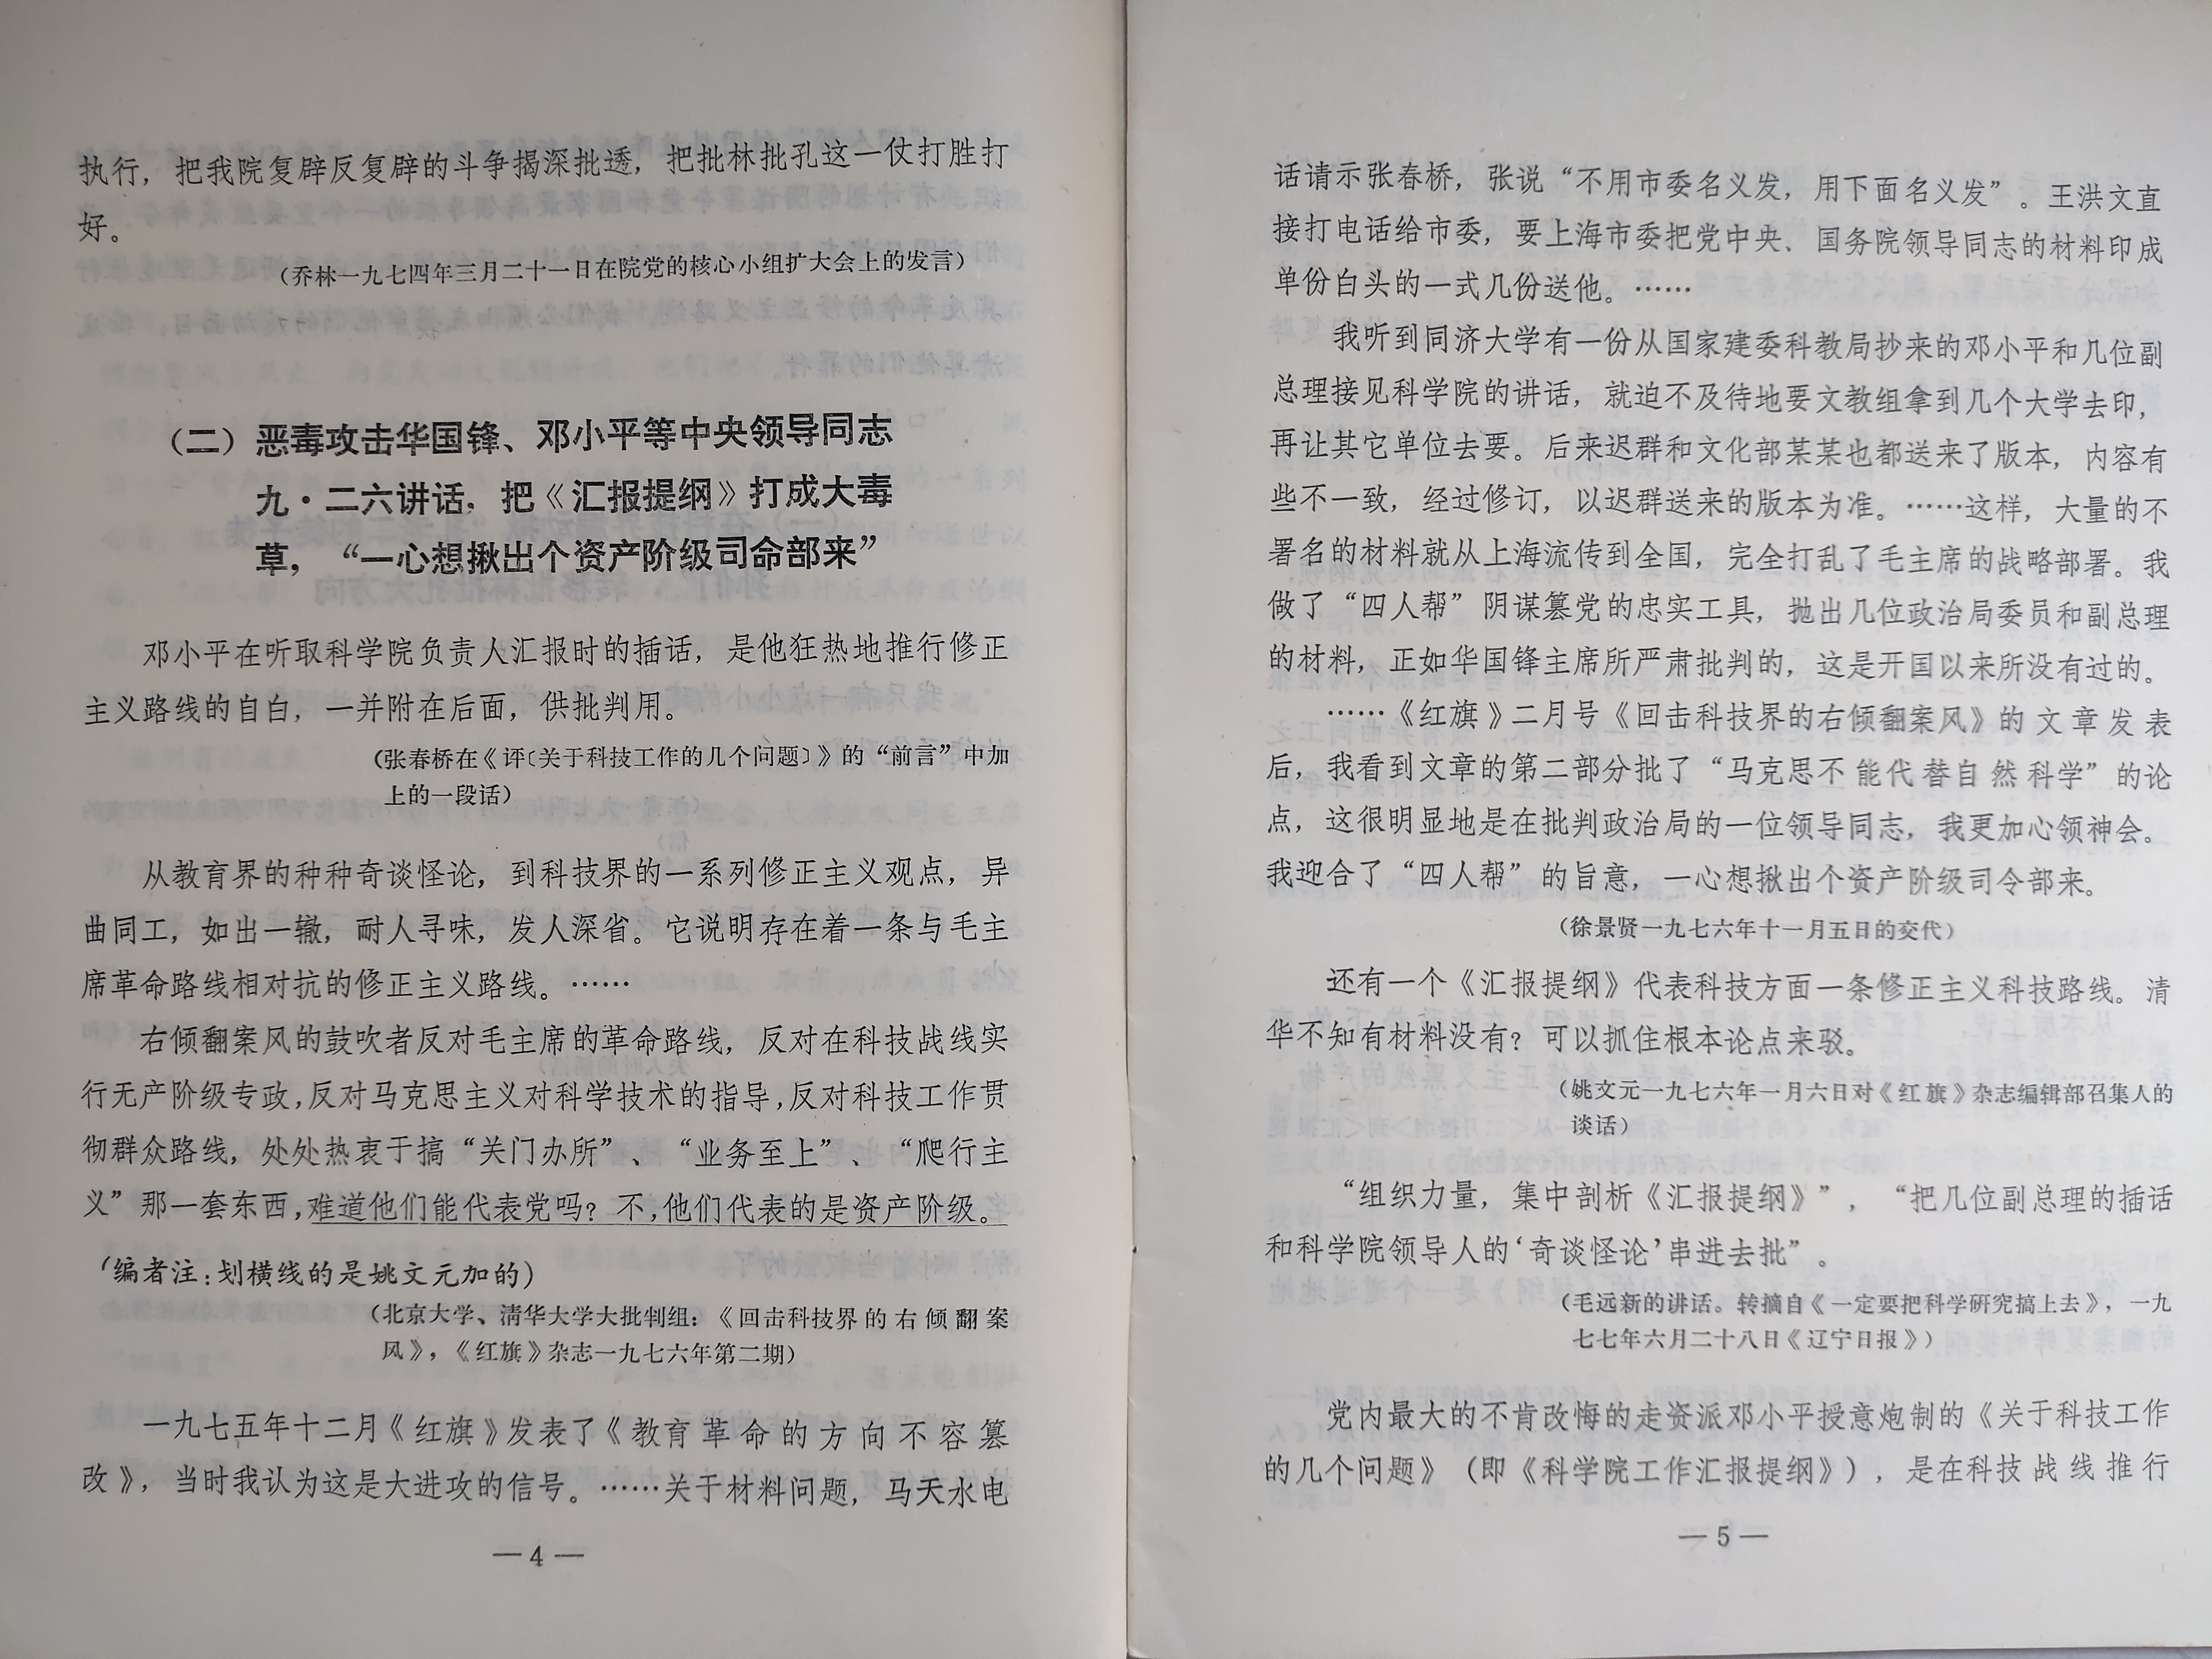 执行，把我院复辟反复辟的斗争揭深批透，把批林批孔这一仗打胜打
好。
（乔林一九七四年三月二十一日在院党的核心小组扩大会上的发言）
（二）恶毒攻击华国锋、邓小平等中央领导同志
九·二六讲话，把《汇报提纲》打成大毒
草，“一心想揪出个资产阶级司命部来”
邓小平在听取科学院负责人汇报时的插话，是他狂热地推行修正
主义路线的自白，一并附在后面，供批判用。
（张春桥在《评〔关于科技工作的几个问题〕》的“前言”中加
上的一段话）
从教育界的种种奇谈怪论，到科技界的一系列修正主义观点，异
曲同工，如出一辙，耐人寻味，发人深省。它说明存在着一条与毛主
席革命路线相对抗的修正主义路线。……
右倾翻案风的鼓吹者反对毛主席的革命路线，反对在科技战线实
行无产阶级专政，反对马克思主义对科学技术的指导，反对科技工作贯
彻群众路线，处处热衷于搞“关门办所”、“业务至上”、“爬行主
义”那一套东西，难道他们能代表党吗？不，他们代表的是资产阶级。
（编者注：划横线的是姚文元加的）
（北京大学、清华大学大批判组：《回击科技界的右倾翻案
风》，《红旗》杂志一九七六年第二期）
一九七五年十二月《红旗》发表了《教育革命的方向不容篡
改》，当时我认为这是大进攻的信号。……关于材料问题，马天水电
—4—
话请示张春桥，张说“不用市委名义发，用下面名义发”。王洪文直
接打电话给市委，要上海市委把党中央、国务院领导同志的材料印成
单份白头的一式几份送他。……
我听到同济大学有一份从国家建委科教局抄来的邓小平和几位副
总理接见科学院的讲话，就迫不及待地要文教组拿到几个大学去印，
再让其它单位去要。后来迟群和文化部某某也都送来了版本，内容有
些不一致，经过修订，以迟群送来的版本为准。……这样，大量的不
署名的材料就从上海流传到全国，完全打乱了毛主席的战略部署。我
做了“四人帮”阴谋篡党的忠实工具，抛出几位政治局委员和副总理
的材料，正如华国锋主席所严肃批判的，这是开国以来所没有过的。
……《红旗》二月号《回击科技界的右倾翻案风》的文章发表
后，我看到文章的第二部分批了“马克思不能代替自然科学”的论
点，这很明显地是在批判政治局的一位领导同志，我更加心领神会。
我迎合了“四人帮”的旨意，一心想揪出个资产阶级司令部来。
（徐景贤一九七六年十一月五日的交代）
还有一个《汇报提纲》代表科技方面一条修正主义科技路线。清
华不知有材料没有？可以抓住根本论点来驳。
（姚文元一九七六年一月六日对《红旗》杂志编辑部召集人的
谈话）
“组织力量，集中剖析《汇报提纲》”，“把几位副总理的插话
和科学院领导人的‘奇谈怪论’串进去批”。
（毛远新的讲话。转摘自《一定要把科学研究搞上去》，一九
七七年六月二十八日《辽宁日报》）
党内最大的不肯改悔的走资派邓小平授意炮制的《关于科技工作
的几个问题》（即《科学院工作汇报提纲》），是在科技战线推行
—5—